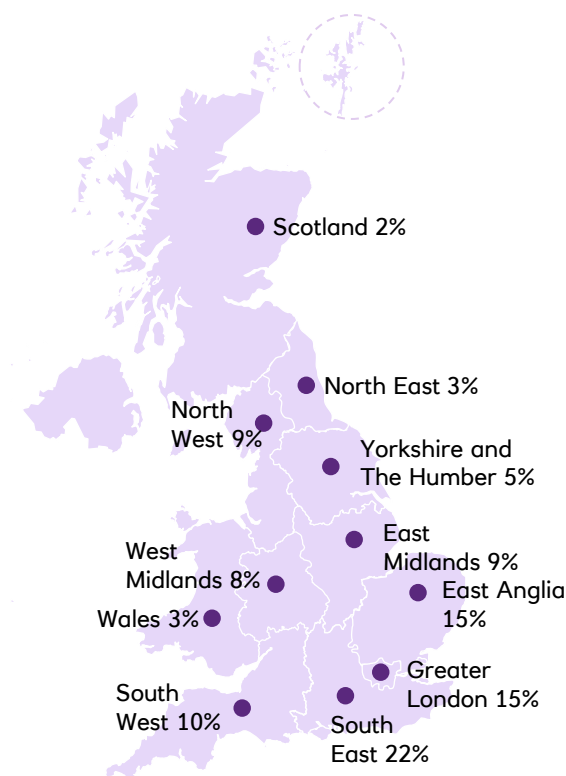 Scotland 2%
North East 3%
North
West 9%
Yorkshire and
The Humber 5%
East
Midlands 9%
West
Midlands 8%
East Anglia
15%
Wales 3%
Greater
London 15%
South
West 10%
South
East 22%